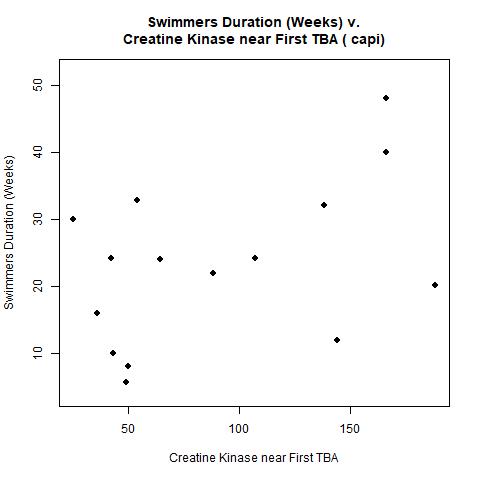 Swimmers Duration (Weeks) v.
Creatine Kinase near First TBA ( capi)
Swimmers Duration (Weeks)
50
40
30
20
10
50
100
150
Creatine Kinase near First TBA